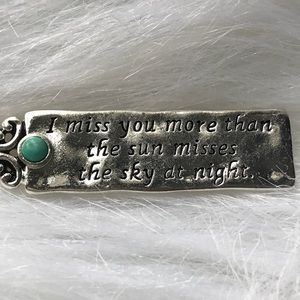 I miss you more than
the sun misses
the sky at night.